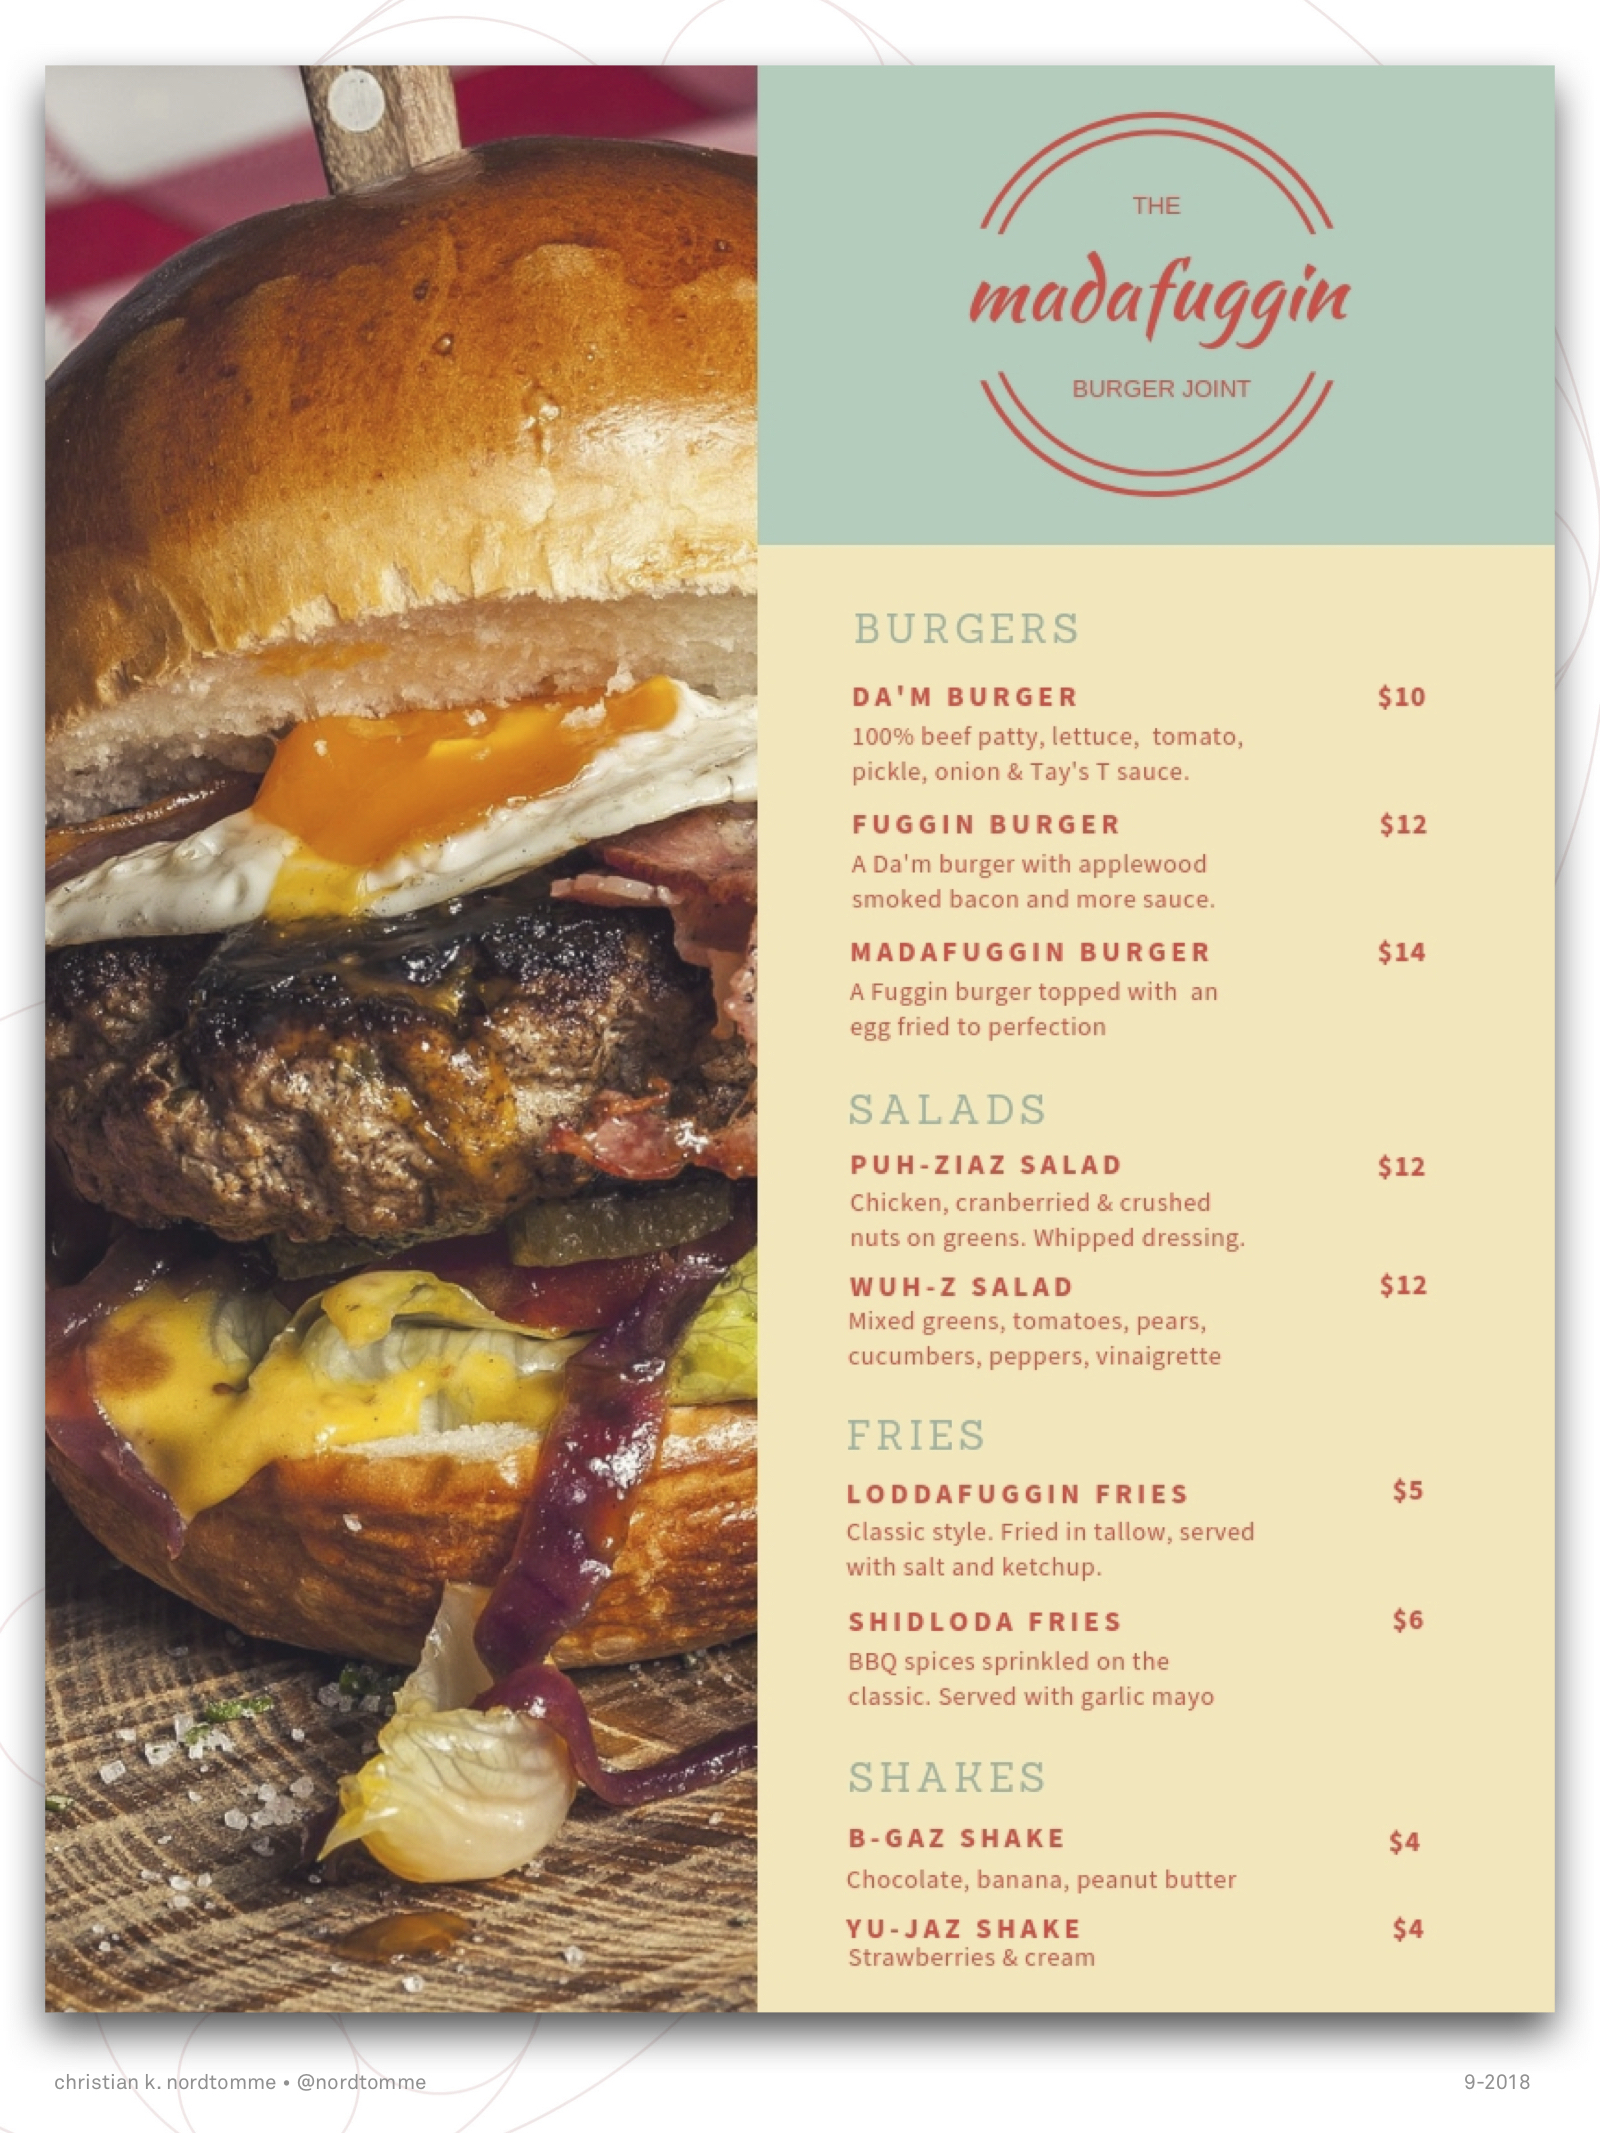 THE
madafuggin
BURGER JOINT
BURGERS
DA'M BURGER $10
100% beef patty, lettuce, tomato,
pickle, onion & Tay's T sauce.
FUGGIN BURGER $12
A Da'm burger with applewood
smoked bacon and more sauce.
MADAFUGGIN BURGER $14
A Fuggin burger topped with an
egg fried to perfection
SALADS
PUH-ZIAZ SALAD $12
Chicken, cranberried & crushed
nuts on greens. Whipped dressing.
WUH-Z SALAD $12
Mixed greens, tomatoes, pears,
cucumbers, peppers, vinaigrette
FRIES
LODDAFUGGIN FRIES $5
Classic style. Fried in tallow, served
with salt and ketchup.
SHIDLODA FRIES $6
BBQ spices sprinkled on the
classic. Served with garlic mayo
SHAKES
B-GAZ SHAKE $4
Chocolate, banana, peanut butter
YU-JAZ SHAKE $4
Strawberries & cream
christian k. nordtomme • @nordtomme 9-2018